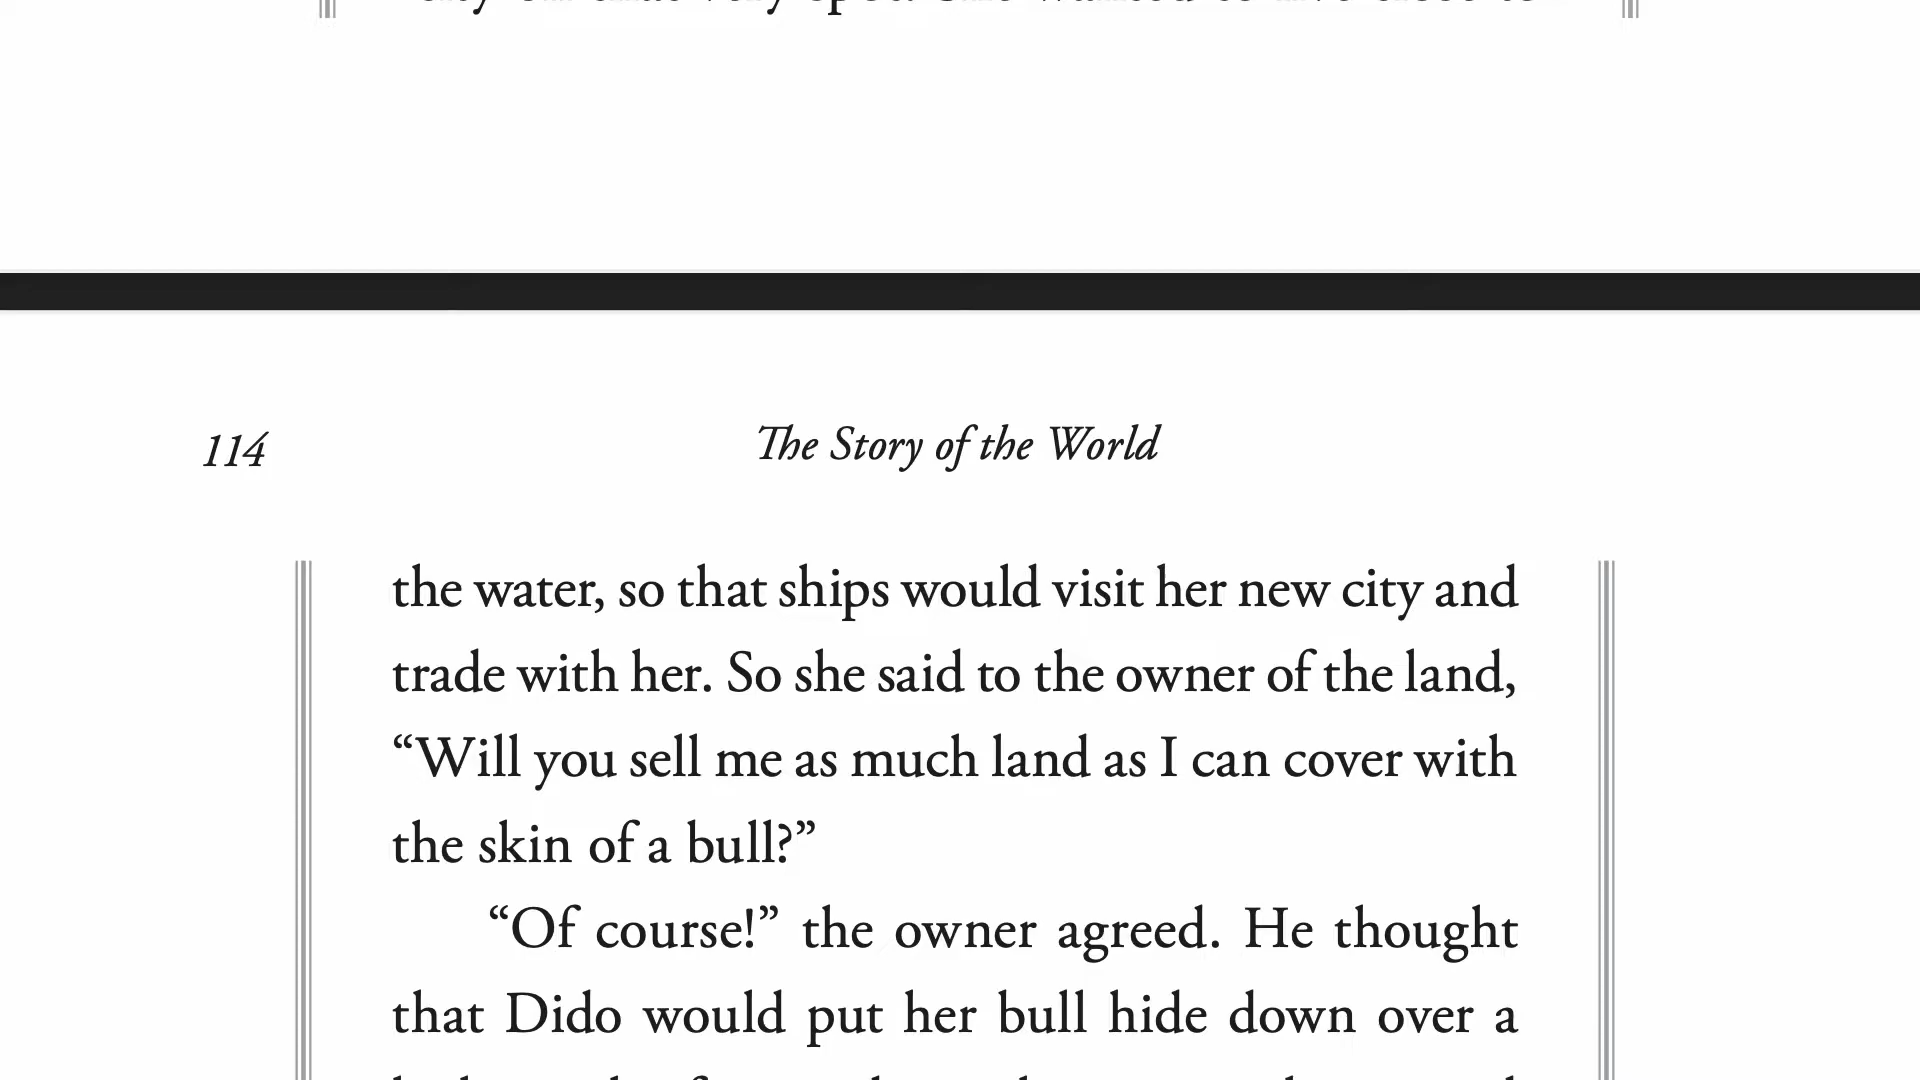 114
The Story of the World
the water, so that ships would visit her new city and
trade with her. So she said to the owner of the land,
“Will you sell me as much land as I can cover with
the skin of a bull?”
“Of course!” the owner agreed. He thought
that Dido would put her bull hide down over a